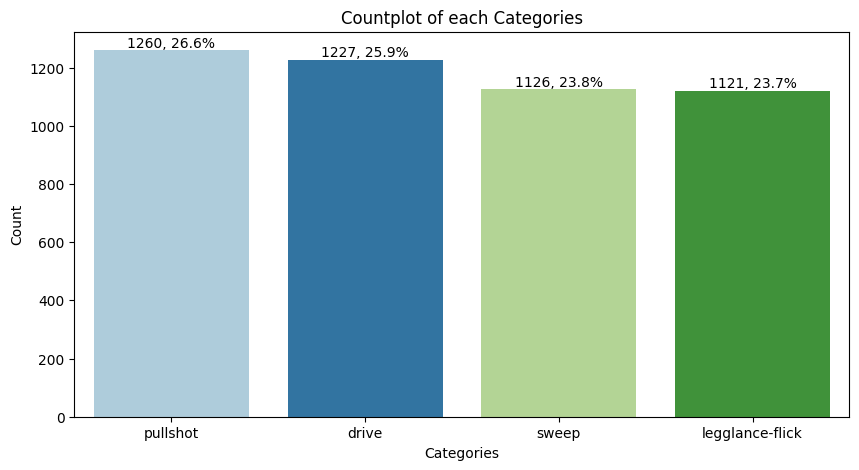 Countplot of each Categories
1260, 26.6%
1227, 25.9%
1126, 23.8%
1121, 23.7%
1200
1000
800
600
400
200
0
Count
pullshot
drive
sweep
legglance-flick
Categories